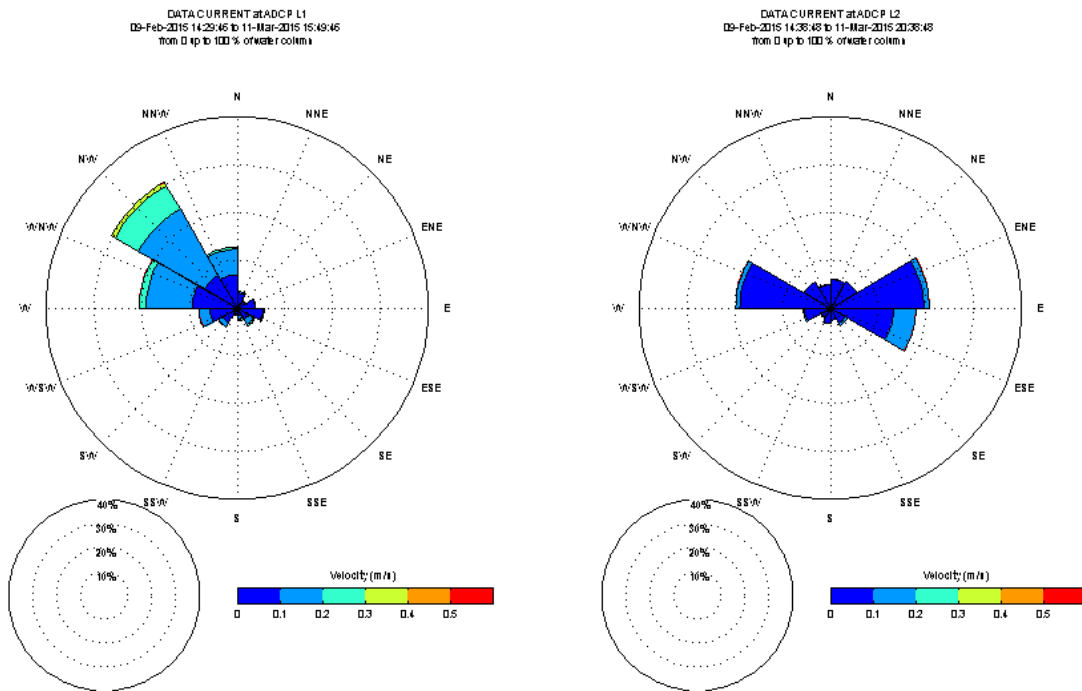 DATA CURRENT at ADCP L1
09-Feb-2015 14:29:46 to 11-Mar-2015 15:49:46
from 0 up to 100 % of water column
N
NNE
NE
ENE
E
ESE
SE
SSE
S
SSW
SW
WSW
W
WNW
NW
NNW
40%
30%
20%
10%
Velocity (m/s)
0 0.1 0.2 0.3 0.4 0.5
DATA CURRENT at ADCP L2
09-Feb-2015 14:38:48 to 11-Mar-2015 20:38:48
from 0 up to 100 % of water column
N
NNE
NE
ENE
E
ESE
SE
SSE
S
SSW
SW
WSW
W
WNW
NW
NNW
40%
30%
20%
10%
Velocity (m/s)
0 0.1 0.2 0.3 0.4 0.5